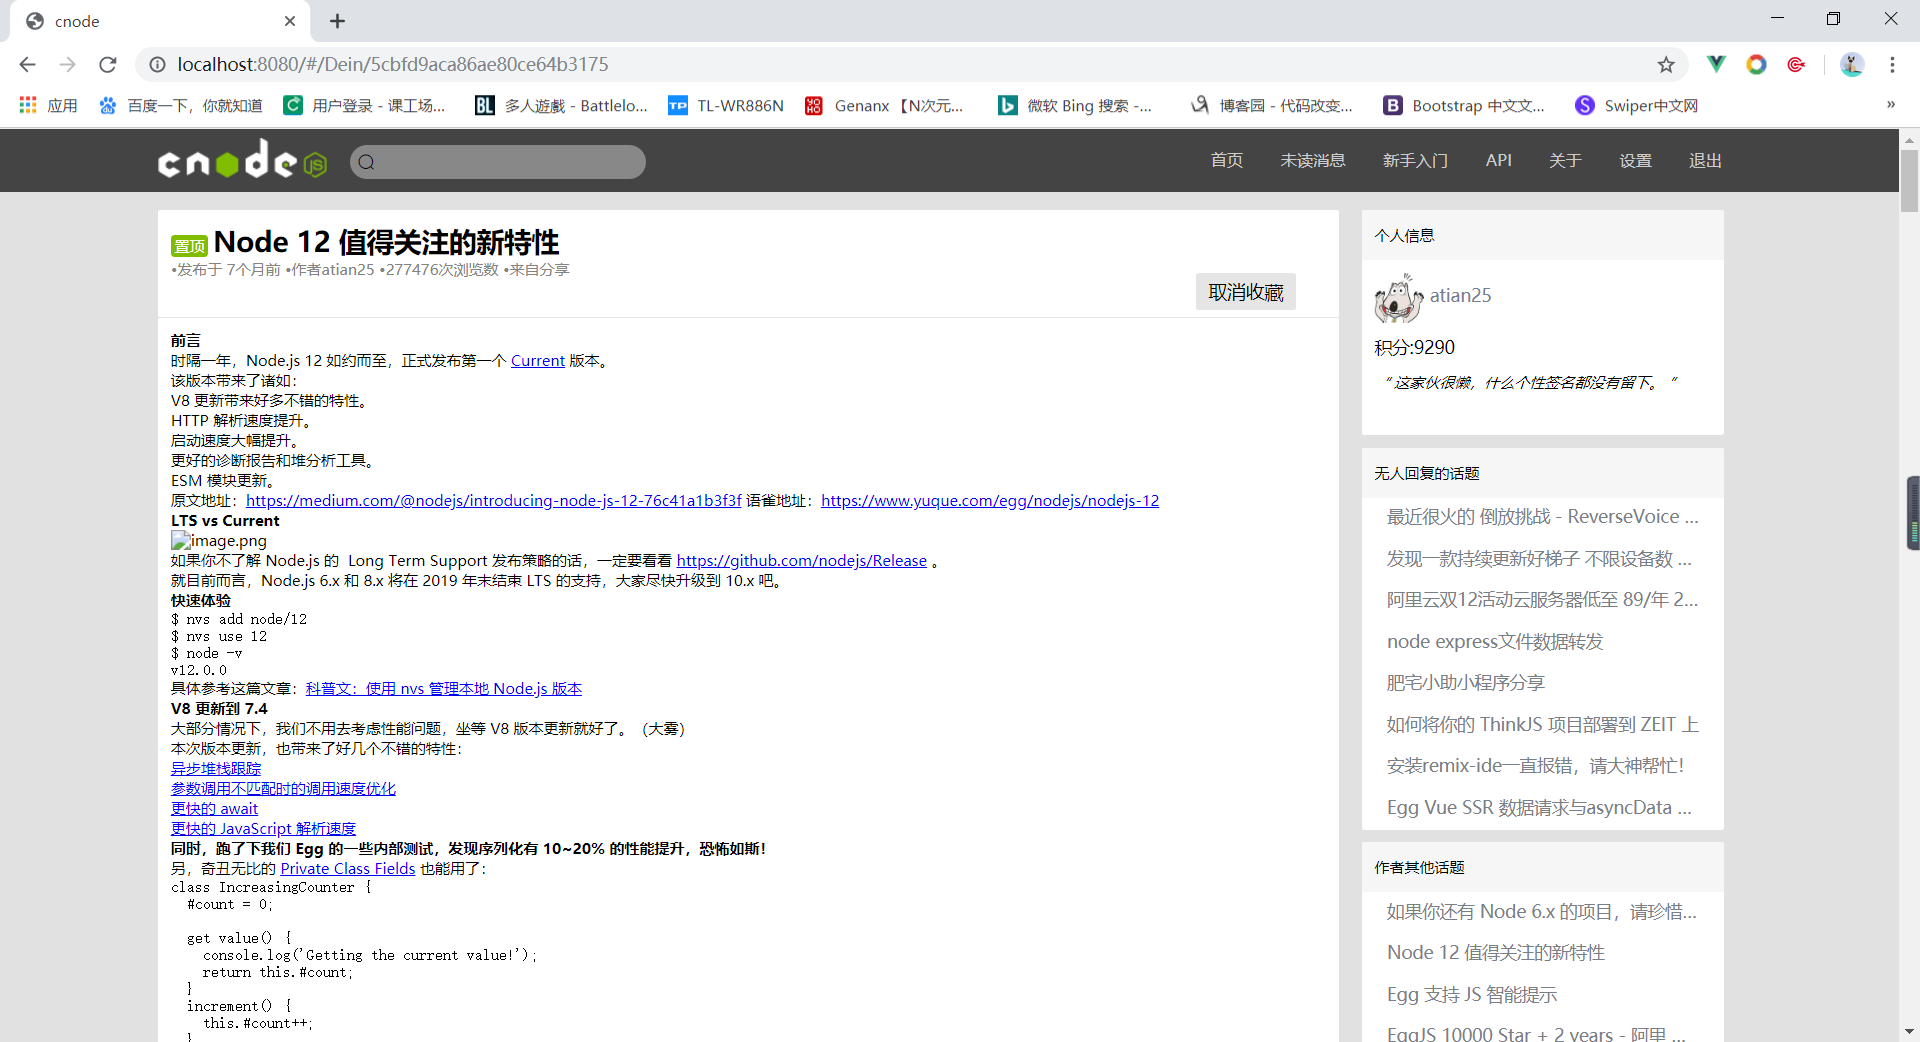 cnode
localhost:8080/#/Dein/5cbfd9aca86ae80ce64b3175
应用
百度一下，你就知道
用户登录 - 课工场...
多人遊戲 - Battlelo...
TL-WR886N
Genanx 【N次元...
微软 Bing 搜索 -...
博客园 - 代码改变...
Bootstrap 中文文...
Swiper中文网
»
cnode JS
首页
未读消息
新手入门
API
关于
设置
退出
置顶 Node 12 值得关注的新特性
•发布于 7个月前 •作者atian25 •277476次浏览数 •来自分享
取消收藏
前言
时隔一年，Node.js 12 如约而至，正式发布第一个 Current 版本。
该版本带来了诸如：
V8 更新带来好多不错的特性。
HTTP 解析速度提升。
启动速度大幅提升。
更好的诊断报告和堆分析工具。
ESM 模块更新。
原文地址：https://medium.com/@nodejs/introducing-node-js-12-76c41a1b3f3f 语雀地址：https://www.yuque.com/egg/nodejs/nodejs-12
LTS vs Current
image.png
如果你不了解 Node.js 的  Long Term Support 发布策略的话，一定要看看 https://github.com/nodejs/Release 。
就目前而言，Node.js 6.x 和 8.x 将在 2019 年末结束 LTS 的支持，大家尽快升级到 10.x 吧。
快速体验
$ nvs add node/12
$ nvs use 12
$ node -v
v12.0.0
具体参考这篇文章：科普文：使用 nvs 管理本地 Node.js 版本
V8 更新到 7.4
大部分情况下，我们不用去考虑性能问题，坐等 V8 版本更新就好了。（大雾）
本次版本更新，也带来了好几个不错的特性：
异步堆栈跟踪
参数调用不匹配时的调用速度优化
更快的 await
更快的 JavaScript 解析速度
同时，跑了下我们 Egg 的一些内部测试，发现序列化有 10~20% 的性能提升，恐怖如斯！
另，奇丑无比的 Private Class Fields 也能用了：
class IncreasingCounter {
  #count = 0;
  get value() {
    console.log('Getting the current value!');
    return this.#count;
  }
  increment() {
    this.#count++;
  }
个人信息
atian25
积分:9290
“ 这家伙很懒，什么个性签名都没有留下。 ”
无人回复的话题
最近很火的 倒放挑战 - ReverseVoice ...
发现一款持续更新好梯子 不限设备数 ...
阿里云双12活动云服务器低至 89/年 2...
node express文件数据转发
肥宅小助小程序分享
如何将你的 ThinkJS 项目部署到 ZEIT 上
安装remix-ide一直报错，请大神帮忙！
Egg Vue SSR 数据请求与asyncData ...
作者其他话题
如果你还有 Node 6.x 的项目，请珍惜...
Node 12 值得关注的新特性
Egg 支持 JS 智能提示
EggJS 10000 Star + 2 years - 阿里 ...